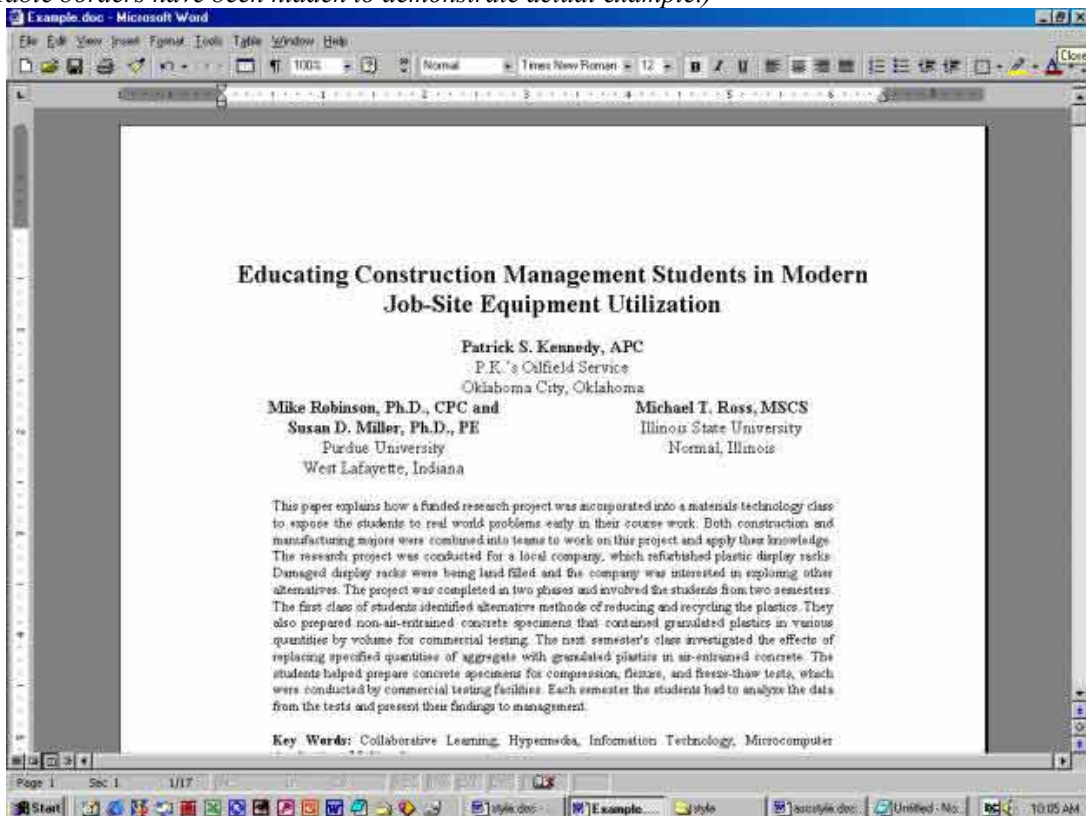 able borders have been hidden to demonstrate actual example.)
Example.doc - Microsoft Word
File Edit View Insert Format Tools Table Window Help
100% Normal Times New Roman 12 B I U A
Close
Educating Construction Management Students in Modern
Job-Site Equipment Utilization
Patrick S. Kennedy, APC
P.K.'s Oilfield Service
Oklahoma City, Oklahoma
Mike Robinson, Ph.D., CPC and
Susan D. Miller, Ph.D., PE
Purdue University
West Lafayette, Indiana
Michael T. Ross, MSCS
Illinois State University
Normal, Illinois
This paper explains how a funded research project was incorporated into a materials technology class
to expose the students to real world problems early in their course work. Both construction and
manufacturing majors were combined into teams to work on this project and apply their knowledge.
The research project was conducted for a local company, which refurbished plastic display racks.
Damaged display racks were being land filled and the company was interested in exploring other
alternatives. The project was completed in two phases and involved the students from two semesters.
The first class of students identified alternative methods of reducing and recycling the plastics. They
also prepared non-air-entrained concrete specimens that contained granulated plastics in various
quantities by volume for commercial testing. The next semester's class investigated the effects of
replacing specified quantities of aggregate with granulated plastics in air-entrained concrete. The
students helped prepare concrete specimens for compression, flexure, and freeze-thaw tests, which
were conducted by commercial testing facilities. Each semester the students had to analyze the data
from the tests and present their findings to management.
Key Words: Collaborative Learning, Hypermedia, Information Technology, Microcomputer
Page 1 Sec 1 1/17
Start style.doc - Example.... style ascstyle.doc Untitled - No... 10:05 AM